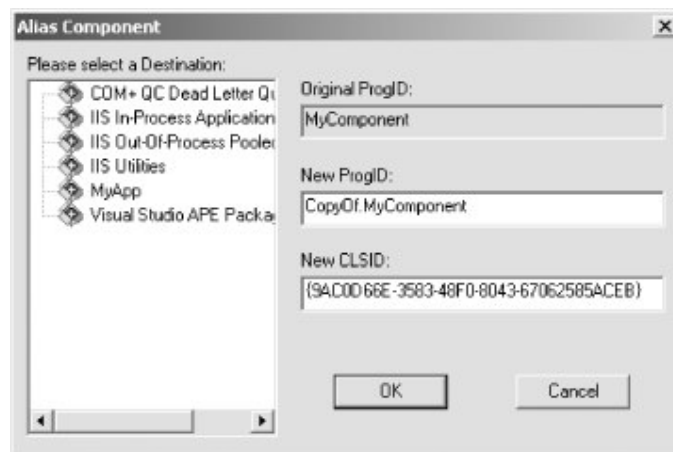 Alias Component
Please select a Destination:
COM+ QC Dead Letter Qu
IIS In-Process Application
IIS Out-Of-Process Pooled
IIS Utilities
MyApp
Visual Studio APE Packa
Original ProgID:
MyComponent
New ProgID:
CopyOf.MyComponent
New CLSID:
{9AC0D66E-3583-48F0-8043-67062585ACEB}
OK
Cancel